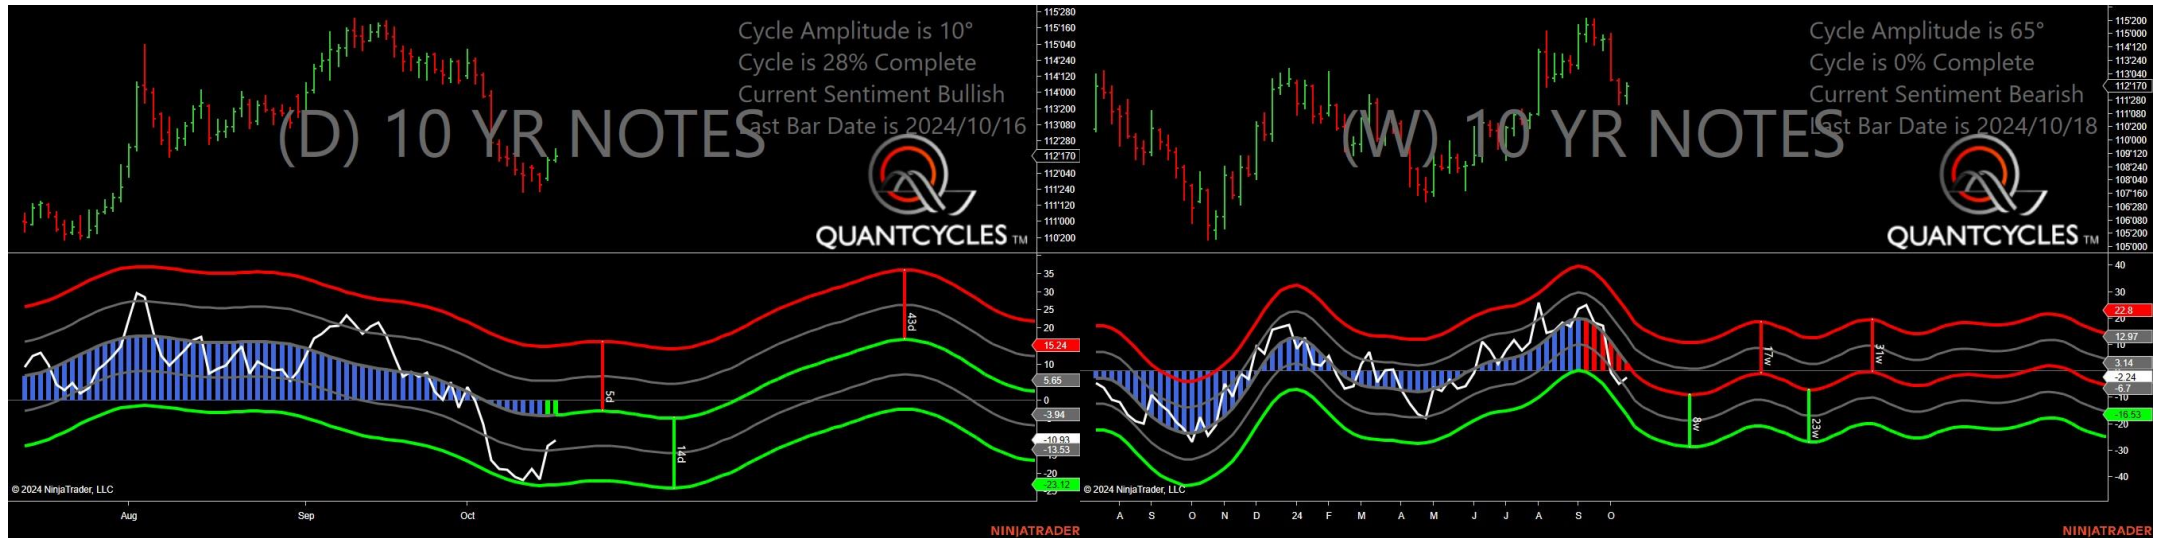 Cycle Amplitude is 10°
Cycle is 28% Complete
Current Sentiment Bullish
Last Bar Date is 2024/10/16
(D) 10 YR NOTES
QUANTCYCLES TM
115'280
115'160
115'040
114'240
114'120
114'000
113'200
113'080
112'280
112'170
112'040
111'240
111'120
111'000
110'200
35
30
25
20
15.24
10
5.65
0
-3.94
-10.93
-13.53
-20
-23.12
5d
14d
43d
© 2024 NinjaTrader, LLC
Aug Sep Oct
NINJATRADER
Cycle Amplitude is 65°
Cycle is 0% Complete
Current Sentiment Bearish
Last Bar Date is 2024/10/18
(W) 10 YR NOTES
QUANTCYCLES TM
115'200
115'000
114'120
113'240
113'040
112'170
111'280
111'080
110'200
110'000
109'120
108'240
108'040
107'160
106'280
106'080
105'200
105'000
40
30
22.8
12.97
3.14
-2.24
-6.7
-16.53
-20
-30
-40
8w
17w
23w
31w
© 2024 NinjaTrader, LLC
A S O N D 24 F M A M J J A S O
NINJATRADER